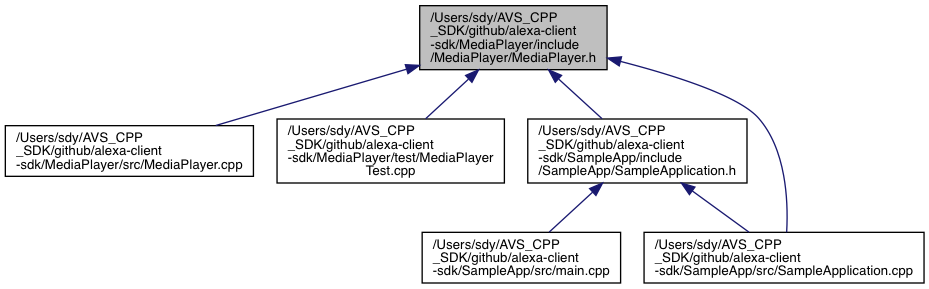 /Users/sdy/AVS_CPP
_SDK/github/alexa-client
-sdk/MediaPlayer/include
/MediaPlayer/MediaPlayer.h
/Users/sdy/AVS_CPP
_SDK/github/alexa-client
-sdk/MediaPlayer/src/MediaPlayer.cpp
/Users/sdy/AVS_CPP
_SDK/github/alexa-client
-sdk/MediaPlayer/test/MediaPlayer
Test.cpp
/Users/sdy/AVS_CPP
_SDK/github/alexa-client
-sdk/SampleApp/include
/SampleApp/SampleApplication.h
/Users/sdy/AVS_CPP
_SDK/github/alexa-client
-sdk/SampleApp/src/main.cpp
/Users/sdy/AVS_CPP
_SDK/github/alexa-client
-sdk/SampleApp/src/SampleApplication.cpp